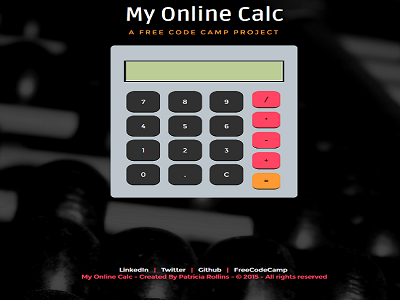 My Online Calc
A FREE CODE CAMP PROJECT
7 8 9 /
4 5 6 *
1 2 3 -
0 . C +
=
LinkedIn | Twitter | Github | FreeCodeCamp
My Online Calc - Created By Patricia Rollins - © 2015 - All rights reserved